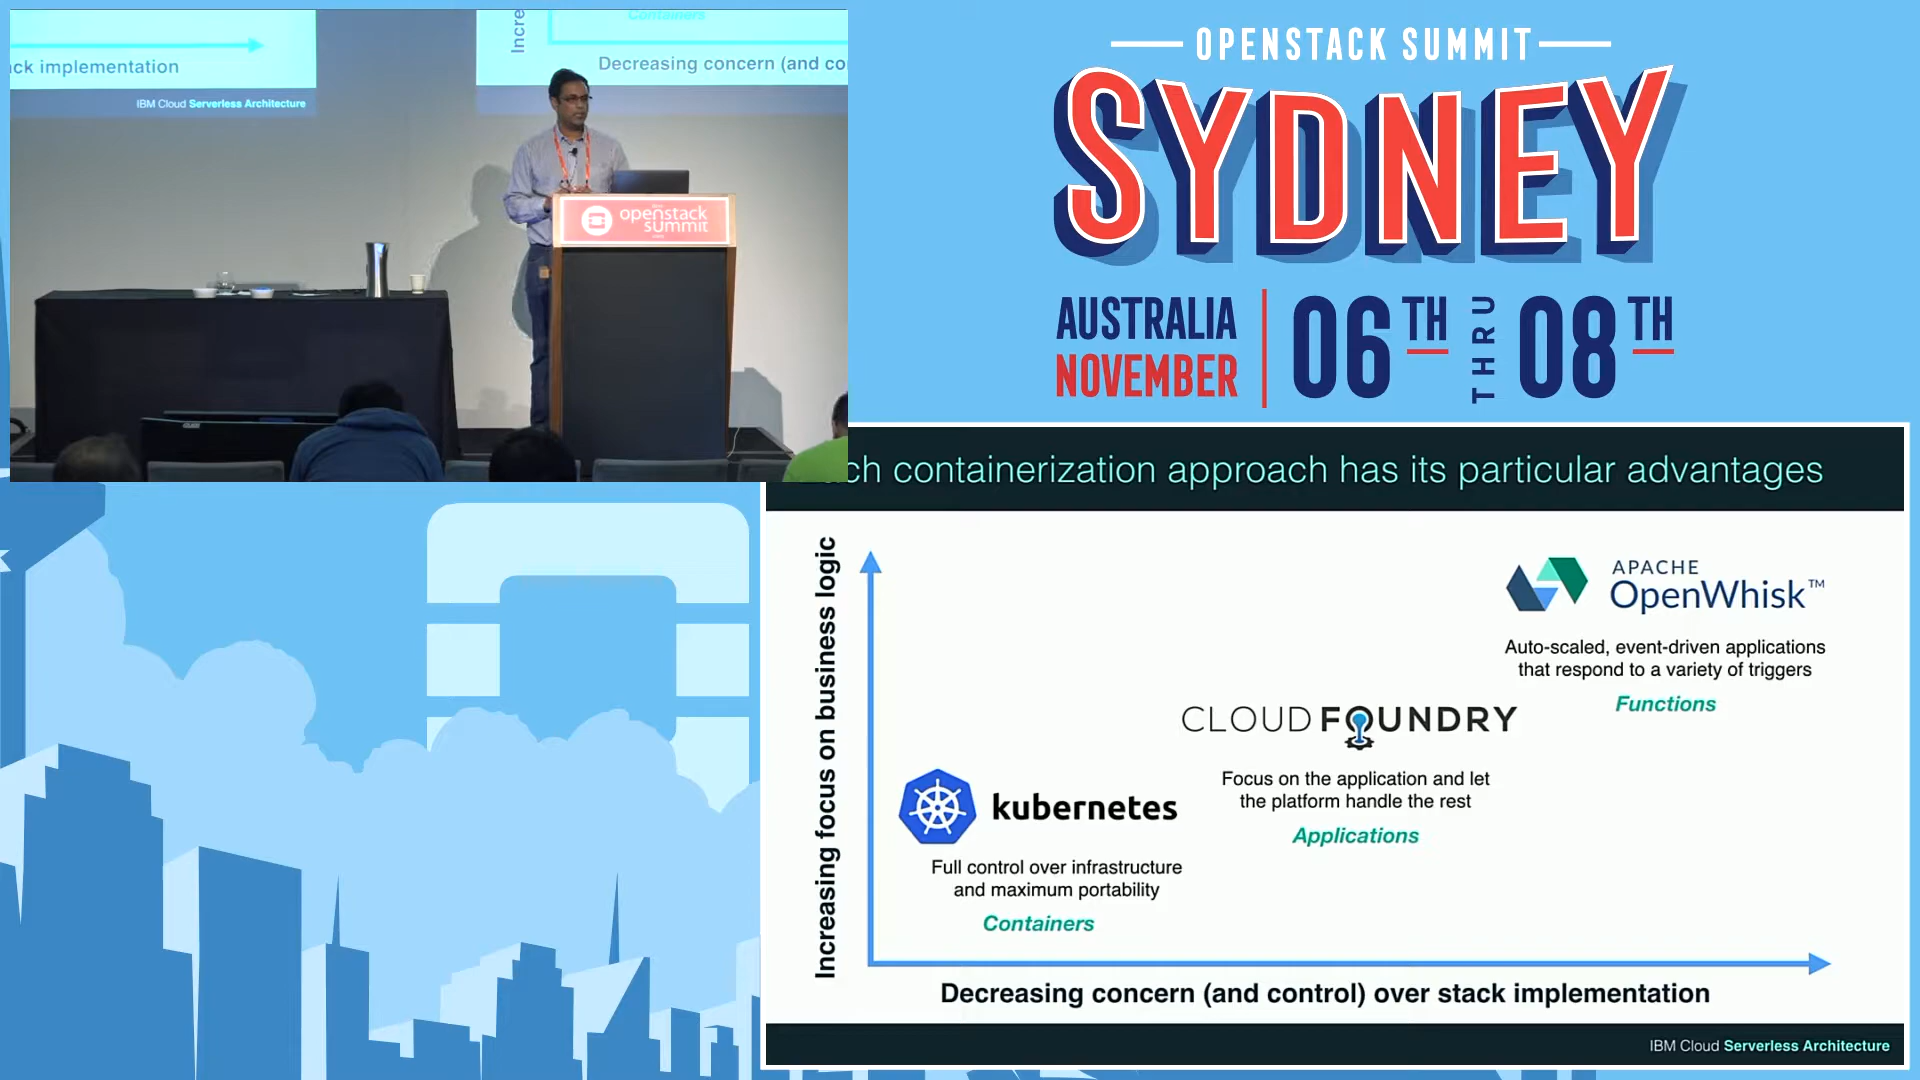 Incre
Containers
ck implementation
Decreasing concern (and co
IBM Cloud Serverless Architecture
openstack
summit
OPENSTACK SUMMIT
SYDNEY
AUSTRALIA
NOVEMBER
06TH THRU 08TH
ch containerization approach has its particular advantages
Increasing focus on business logic
APACHE
OpenWhisk™
Auto-scaled, event-driven applications
that respond to a variety of triggers
Functions
CLOUD FOUNDRY
Focus on the application and let
the platform handle the rest
Applications
kubernetes
Full control over infrastructure
and maximum portability
Containers
Decreasing concern (and control) over stack implementation
IBM Cloud Serverless Architecture